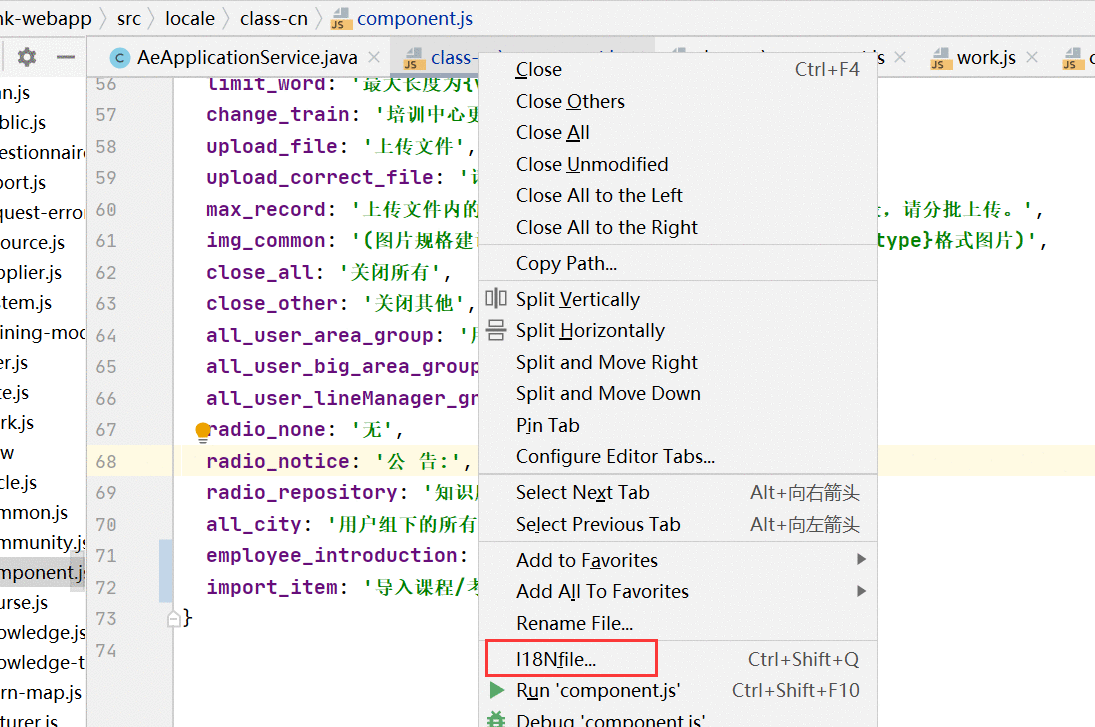 nk-webapp src locale class-cn component.js
AeApplicationService.java class- s work.js
an.js
blic.js
estionnaire
port.js
quest-error
ource.js
pplier.js
stem.js
ining-mod
er.js
te.js
rk.js
w
cle.js
mmon.js
mmunity.js
mponent.js
urse.js
owledge.js
owledge-t
rn-map.js
turer.js
56 limit_word: '最大长度为{
57 change_train: '培训中心更
58 upload_file: '上传文件',
59 upload_correct_file: '
60 max_record: '上传文件内的 , 请分批上传。',
61 img_common: '(图片规格建 type}格式图片)',
62 close_all: '关闭所有',
63 close_other: '关闭其他',
64 all_user_area_group: '
65 all_user_big_area_group
66 all_user_lineManager_gr
67 radio_none: '无',
68 radio_notice: '公 告:',
69 radio_repository: '知识
70 all_city: '用户组下的所有
71 employee_introduction:
72 import_item: '导入课程/考
73 }
74
Close Ctrl+F4
Close Others
Close All
Close Unmodified
Close All to the Left
Close All to the Right
Copy Path...
Split Vertically
Split Horizontally
Split and Move Right
Split and Move Down
Pin Tab
Configure Editor Tabs...
Select Next Tab Alt+向右箭头
Select Previous Tab Alt+向左箭头
Add to Favorites
Add All To Favorites
Rename File...
I18Nfile... Ctrl+Shift+Q
Run 'component.js' Ctrl+Shift+F10
Debug 'component.js'